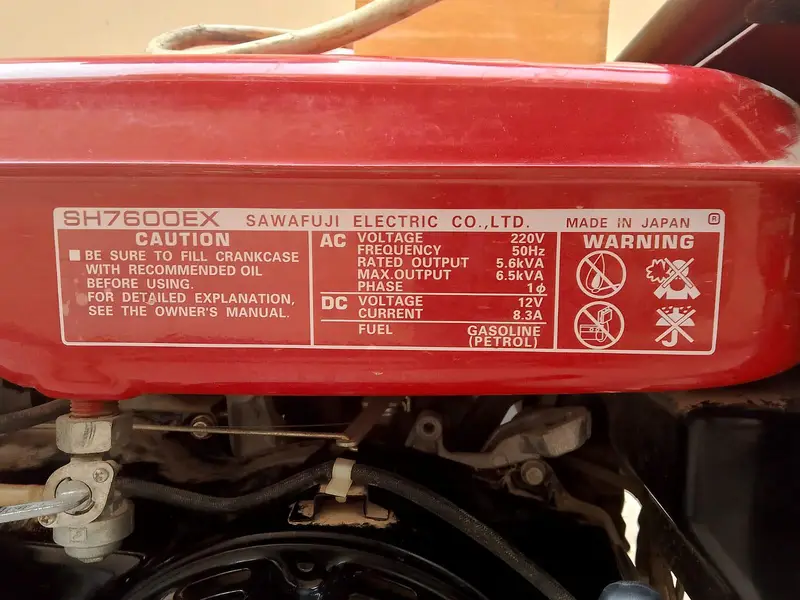 SH7600EX SAWAFUJI ELECTRIC CO.,LTD. MADE IN JAPAN ®
CAUTION
■ BE SURE TO FILL CRANKCASE
WITH RECOMMENDED OIL
BEFORE USING.
FOR DETAILED EXPLANATION,
SEE THE OWNER'S MANUAL.
AC VOLTAGE 220V
FREQUENCY 50Hz
RATED OUTPUT 5.6kVA
MAX.OUTPUT 6.5kVA
PHASE 1ϕ
DC VOLTAGE 12V
CURRENT 8.3A
FUEL GASOLINE
(PETROL)
WARNING